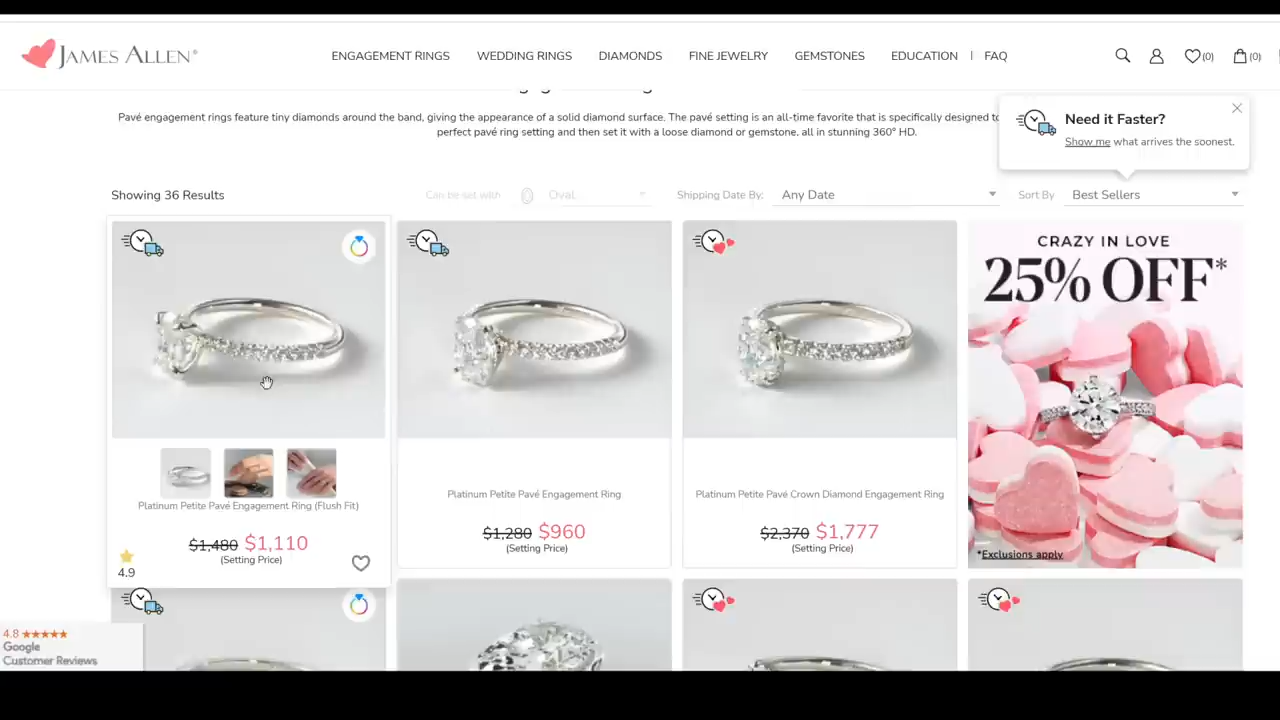 JAMES ALLEN®
ENGAGEMENT RINGS WEDDING RINGS DIAMONDS FINE JEWELRY GEMSTONES EDUCATION | FAQ
(0) (0)
Pavé engagement rings feature tiny diamonds around the band, giving the appearance of a solid diamond surface. The pavé setting is an all-time favorite that is specifically designed to
perfect pavé ring setting and then set it with a loose diamond or gemstone, all in stunning 360° HD.
Need it Faster?
Show me what arrives the soonest.
Showing 36 Results
Can be set with Oval
Shipping Date By: Any Date
Sort By Best Sellers
CRAZY IN LOVE
25% OFF*
*Exclusions apply
Platinum Petite Pavé Engagement Ring (Flush Fit)
$1,480 $1,110
(Setting Price)
4.9
Platinum Petite Pavé Engagement Ring
$1,280 $960
(Setting Price)
Platinum Petite Pavé Crown Diamond Engagement Ring
$2,370 $1,777
(Setting Price)
4.8 ★★★★★
Google
Customer Reviews